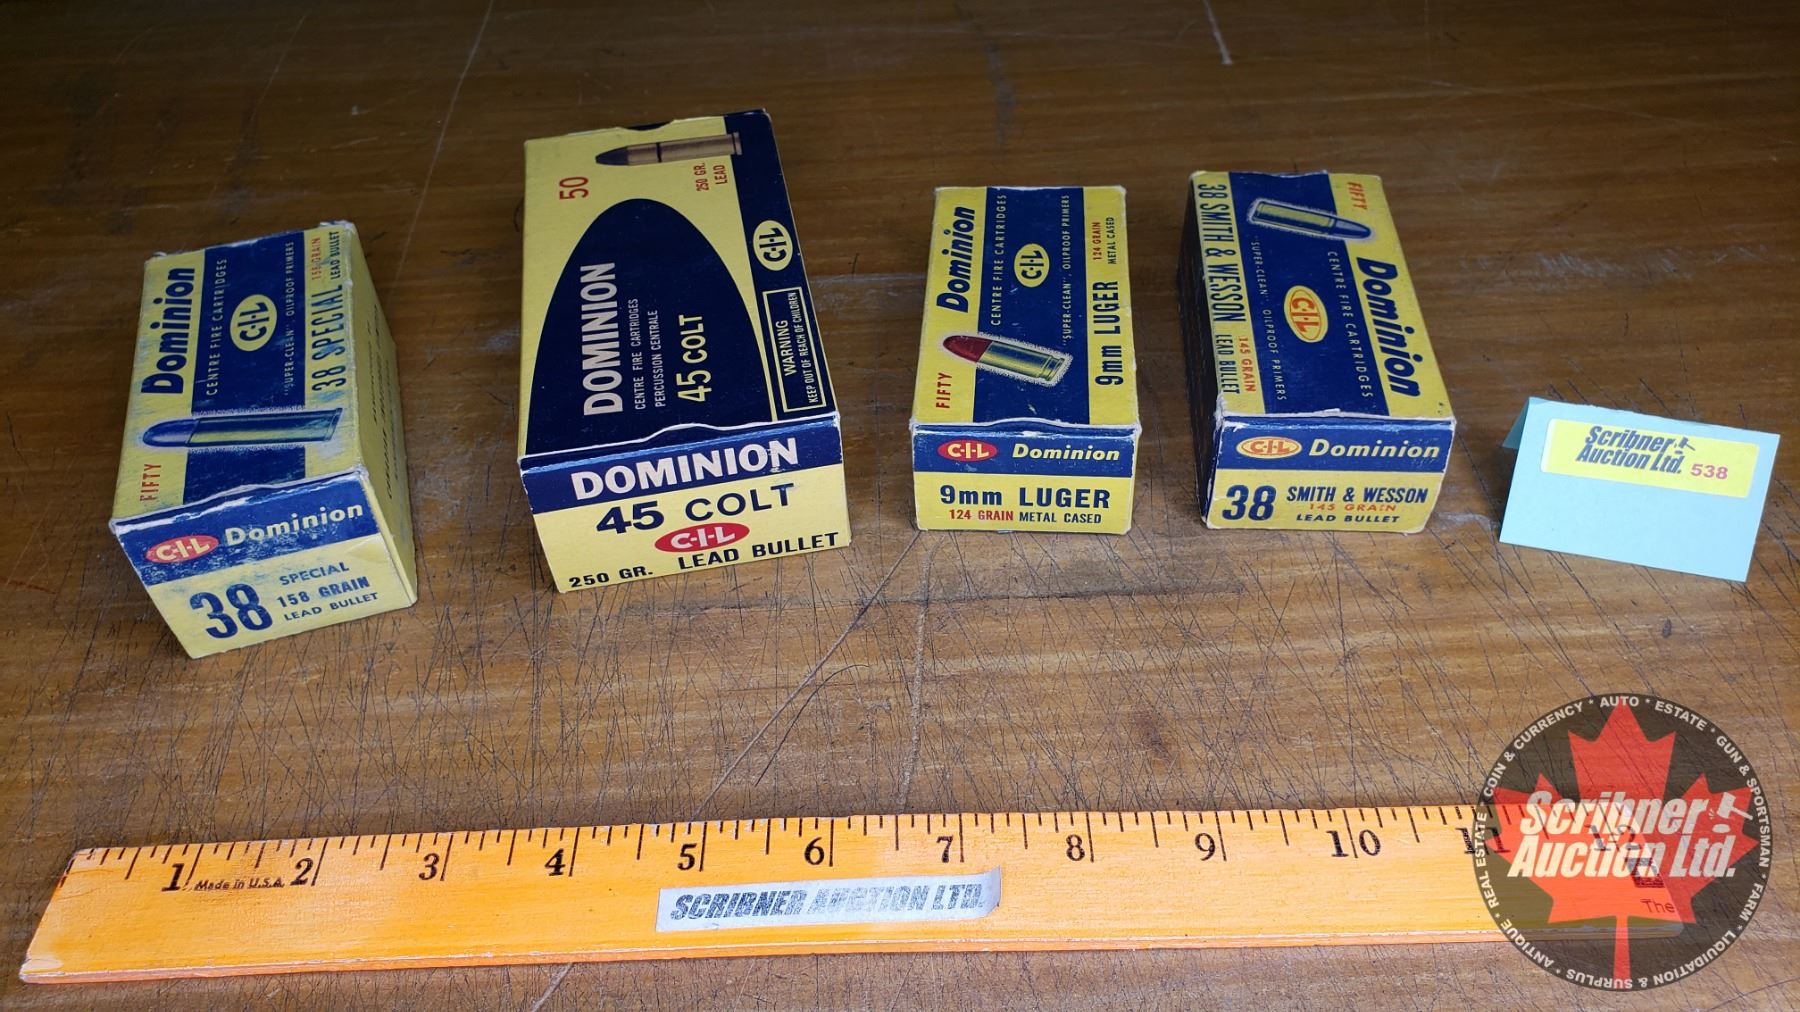 Dominion
CENTRE FIRE CARTRIDGES
C-I-L
"SUPER-CLEAN" OILPROOF PRIMERS
38 SPECIAL
158 GRAIN
LEAD BULLET
FIFTY
C-I-L Dominion
38
SPECIAL
158 GRAIN
LEAD BULLET
50
250 GR.
LEAD
DOMINION
CENTRE FIRE CARTRIDGES
PERCUSSION CENTRALE
45 COLT
C-I-L
WARNING
KEEP OUT OF REACH OF CHILDREN
DOMINION
45 COLT
C-I-L
250 GR. LEAD BULLET
Dominion
CENTRE FIRE CARTRIDGES
C-I-L
"SUPER-CLEAN" OILPROOF PRIMERS
9mm LUGER
124 GRAIN
METAL CASED
FIFTY
C-I-L Dominion
9mm LUGER
124 GRAIN METAL CASED
38 SMITH & WESSON
145 GRAIN
LEAD BULLET
"SUPER-CLEAN" OILPROOF PRIMERS
C-I-L
CENTRE FIRE CARTRIDGES
Dominion
FIFTY
C-I-L Dominion
38
SMITH & WESSON
145 GRAIN
LEAD BULLET
Scribner
Auction Ltd. 538
1 2 3 4 5 6 7 8 9 10 11 12
Made in U.S.A.
SCRIBNER AUCTION LTD.
The
Scribner
Auction Ltd.
* COIN & CURRENCY * AUTO * ESTATE * GUN & SPORTSMAN * FARM * LIQUIDATION & SURPLUS * ANTIQUE * REAL ESTATE